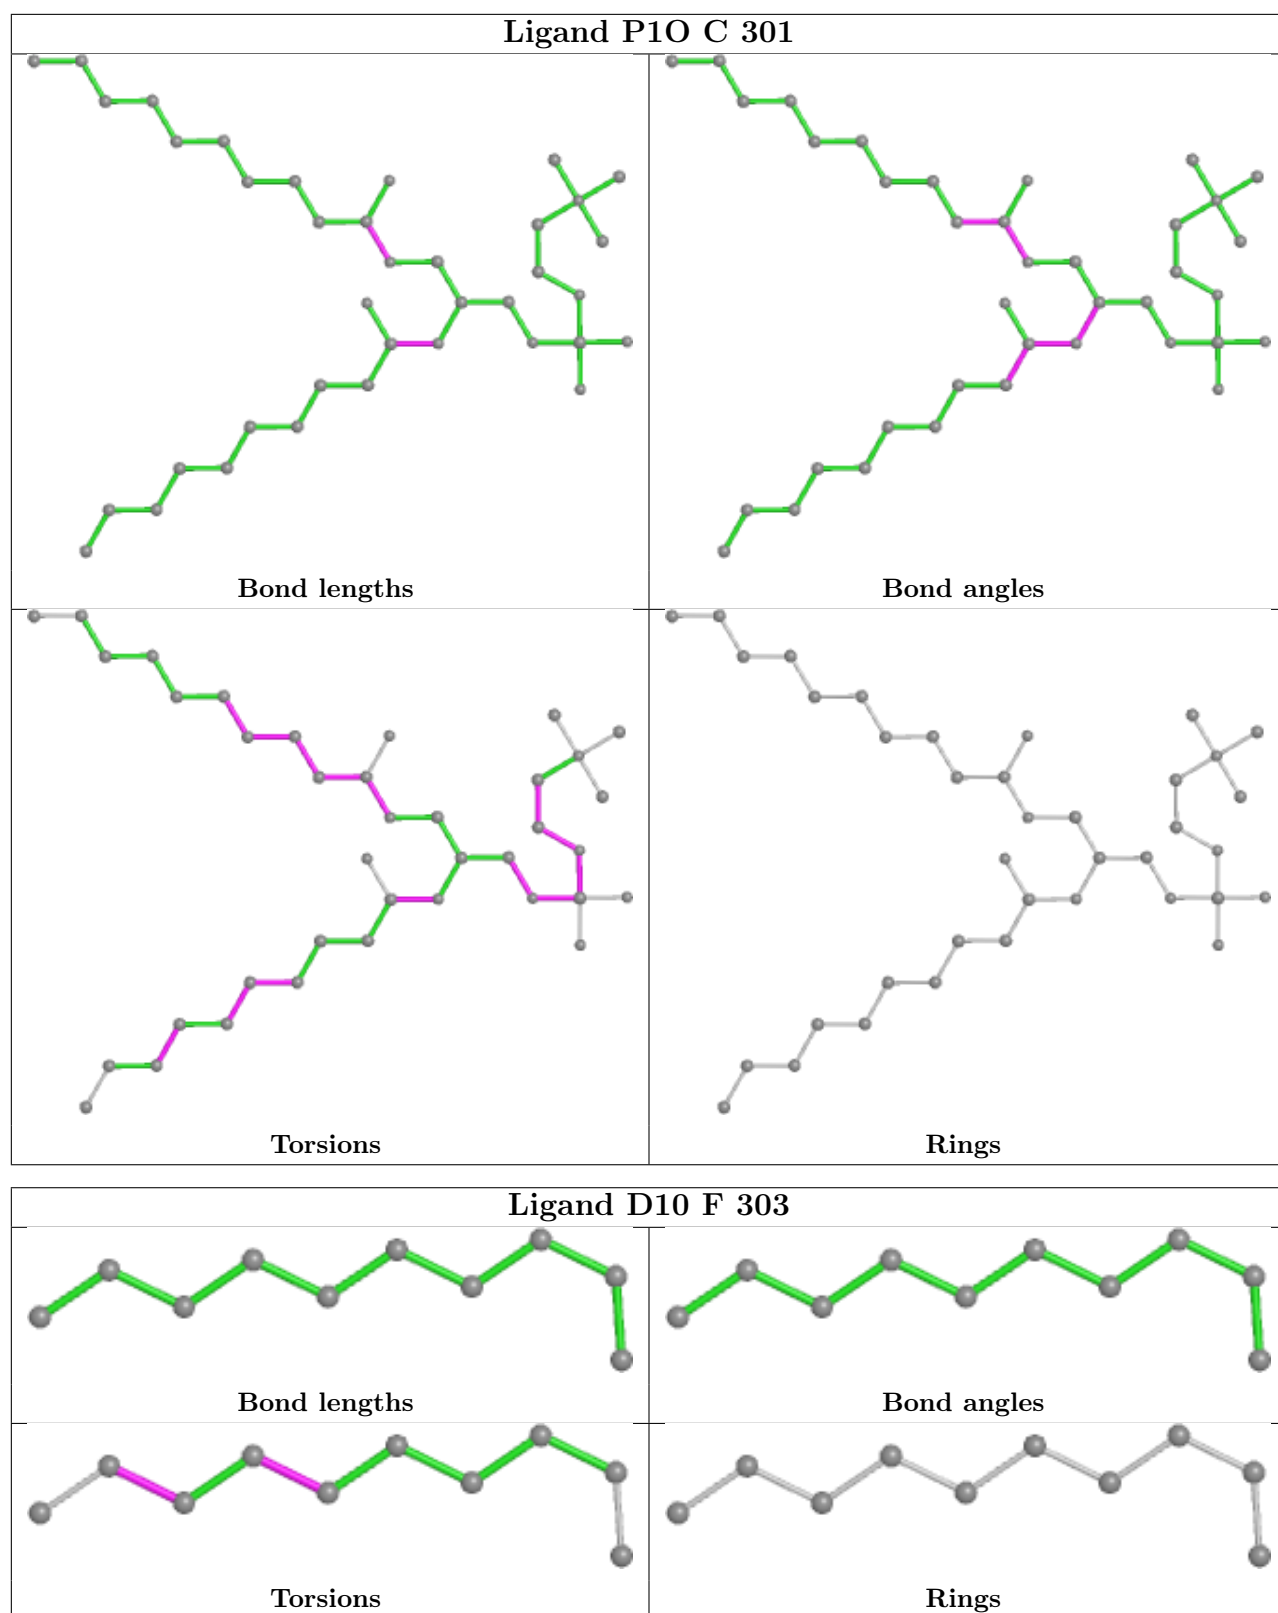 Ligand P1O C 301
Bond lengths
Bond angles
Torsions
Rings
Ligand D10 F 303
Bond lengths
Bond angles
Torsions
Rings